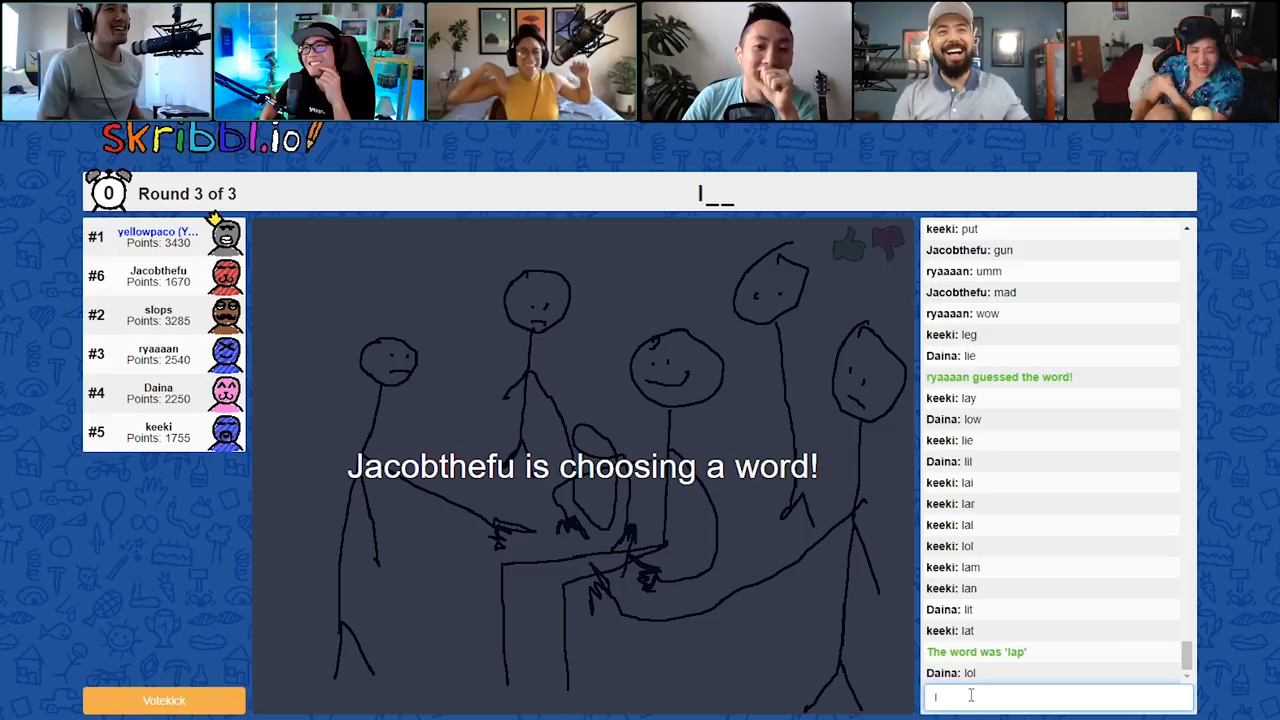 skribbl.io
0
Round 3 of 3
l__
#1
yellowpaco (Y...
Points: 3430
#6
Jacobthefu
Points: 1670
#2
slops
Points: 3285
#3
ryaaaan
Points: 2540
#4
Daina
Points: 2250
#5
keeki
Points: 1755
Votekick
Jacobthefu is choosing a word!
keeki: put
Jacobthefu: gun
ryaaaan: umm
Jacobthefu: mad
ryaaaan: wow
keeki: leg
Daina: lie
ryaaaan guessed the word!
keeki: lay
Daina: low
keeki: lie
Daina: lil
keeki: lai
keeki: lar
keeki: lal
keeki: lol
keeki: lam
keeki: lan
Daina: lit
keeki: lat
The word was 'lap'
Daina: lol